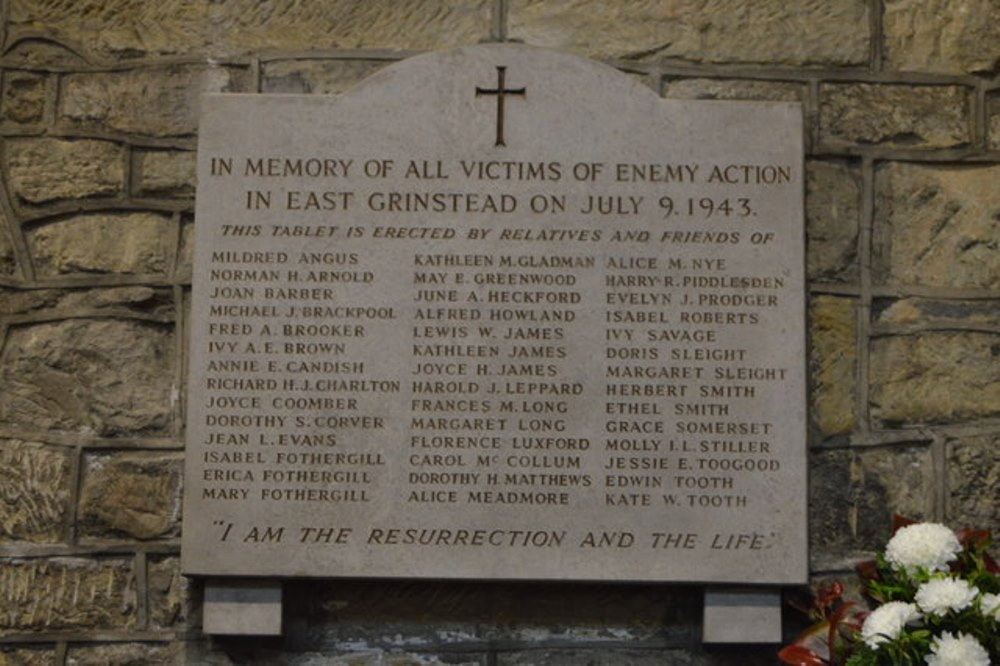 IN MEMORY OF ALL VICTIMS OF ENEMY ACTION
IN EAST GRINSTEAD ON JULY 9. 1943.
THIS TABLET IS ERECTED BY RELATIVES AND FRIENDS OF
MILDRED ANGUS
NORMAN H. ARNOLD
JOAN BARBER
MICHAEL J. BRACKPOOL
FRED A. BROOKER
IVY A.E. BROWN
ANNIE E. CANDISH
RICHARD H.J. CHARLTON
JOYCE COOMBER
DOROTHY S. CORVER
JEAN L. EVANS
ISABEL FOTHERGILL
ERICA FOTHERGILL
MARY FOTHERGILL
KATHLEEN M. GLADMAN
MAY E. GREENWOOD
JUNE A. HECKFORD
ALFRED HOWLAND
LEWIS W. JAMES
KATHLEEN JAMES
JOYCE H. JAMES
HAROLD J. LEPPARD
FRANCES M. LONG
MARGARET LONG
FLORENCE LUXFORD
CAROL Mc COLLUM
DOROTHY H. MATTHEWS
ALICE MEADMORE
ALICE M. NYE
HARRY R. PIDDLESDEN
EVELYN J. PRODGER
ISABEL ROBERTS
IVY SAVAGE
DORIS SLEIGHT
MARGARET SLEIGHT
HERBERT SMITH
ETHEL SMITH
GRACE SOMERSET
MOLLY I.L. STILLER
JESSIE E. TOOGOOD
EDWIN TOOTH
KATE W. TOOTH
"I AM THE RESURRECTION AND THE LIFE".